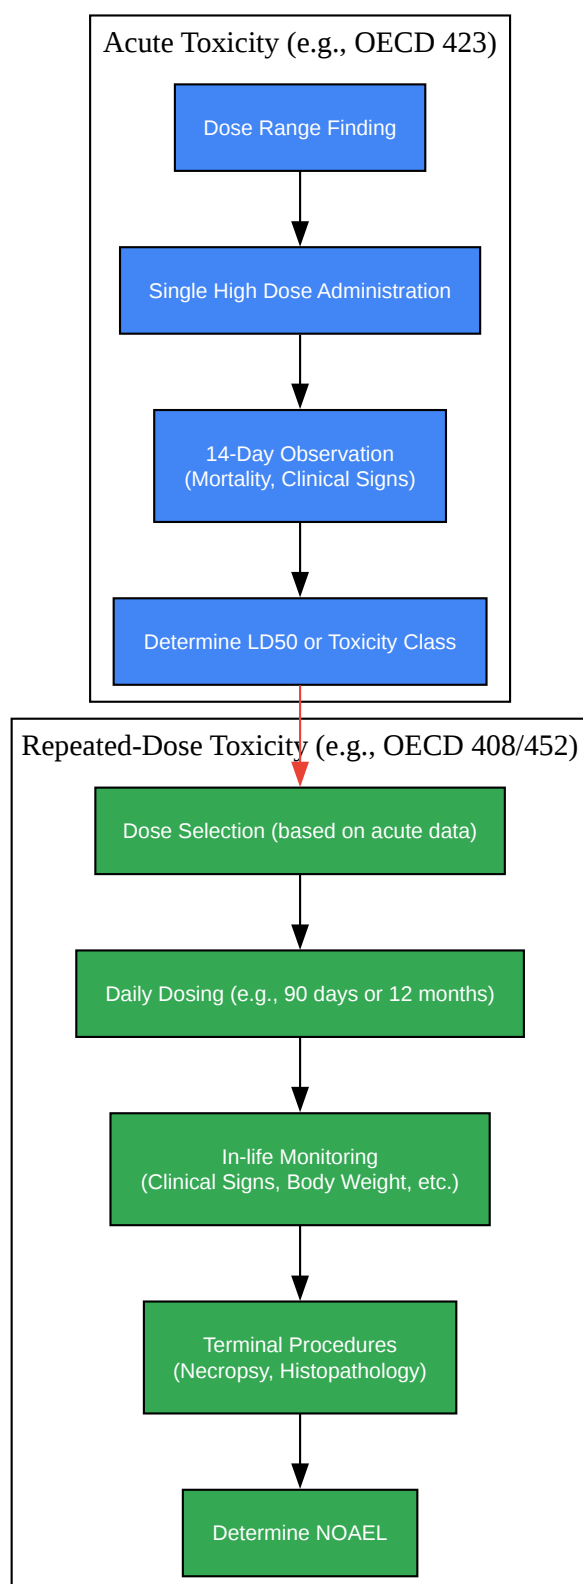 Acute Toxicity (e.g., OECD 423)
Dose Range Finding
Single High Dose Administration
14-Day Observation
(Mortality, Clinical Signs)
Determine LD50 or Toxicity Class
Repeated-Dose Toxicity (e.g., OECD 408/452)
Dose Selection (based on acute data)
Daily Dosing (e.g., 90 days or 12 months)
In-life Monitoring
(Clinical Signs, Body Weight, etc.)
Terminal Procedures
(Necropsy, Histopathology)
Determine NOAEL